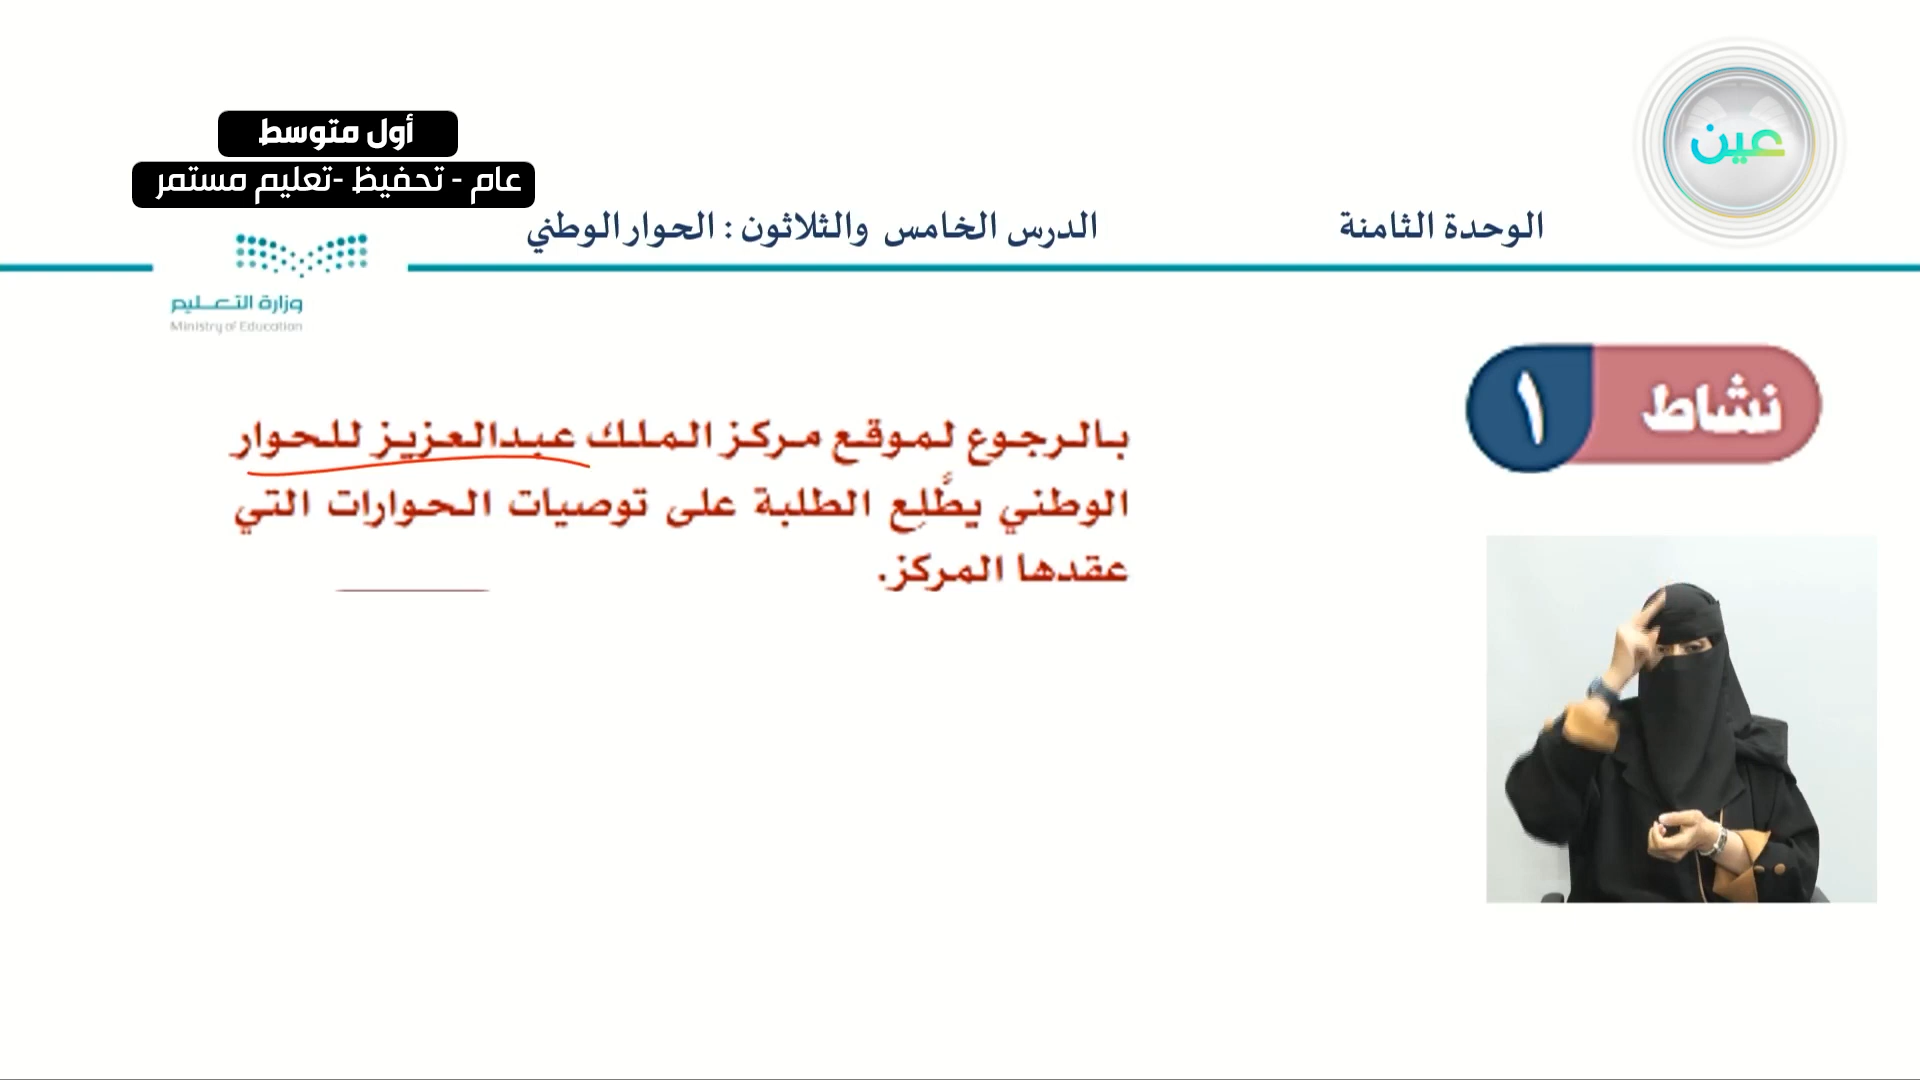 عين
أول متوسط
عام - تحفيظ -تعليم مستمر
الوحدة الثامنة
الدرس الخامس والثلاثون : الحوار الوطني
وزارة التعـــليم
Ministry of Education
نشاط ١
بالرجوع لموقع مركز الملك عبدالعزيز للحوار
الوطني يطَّلِع الطلبة على توصيات الحوارات التي
عقدها المركز.